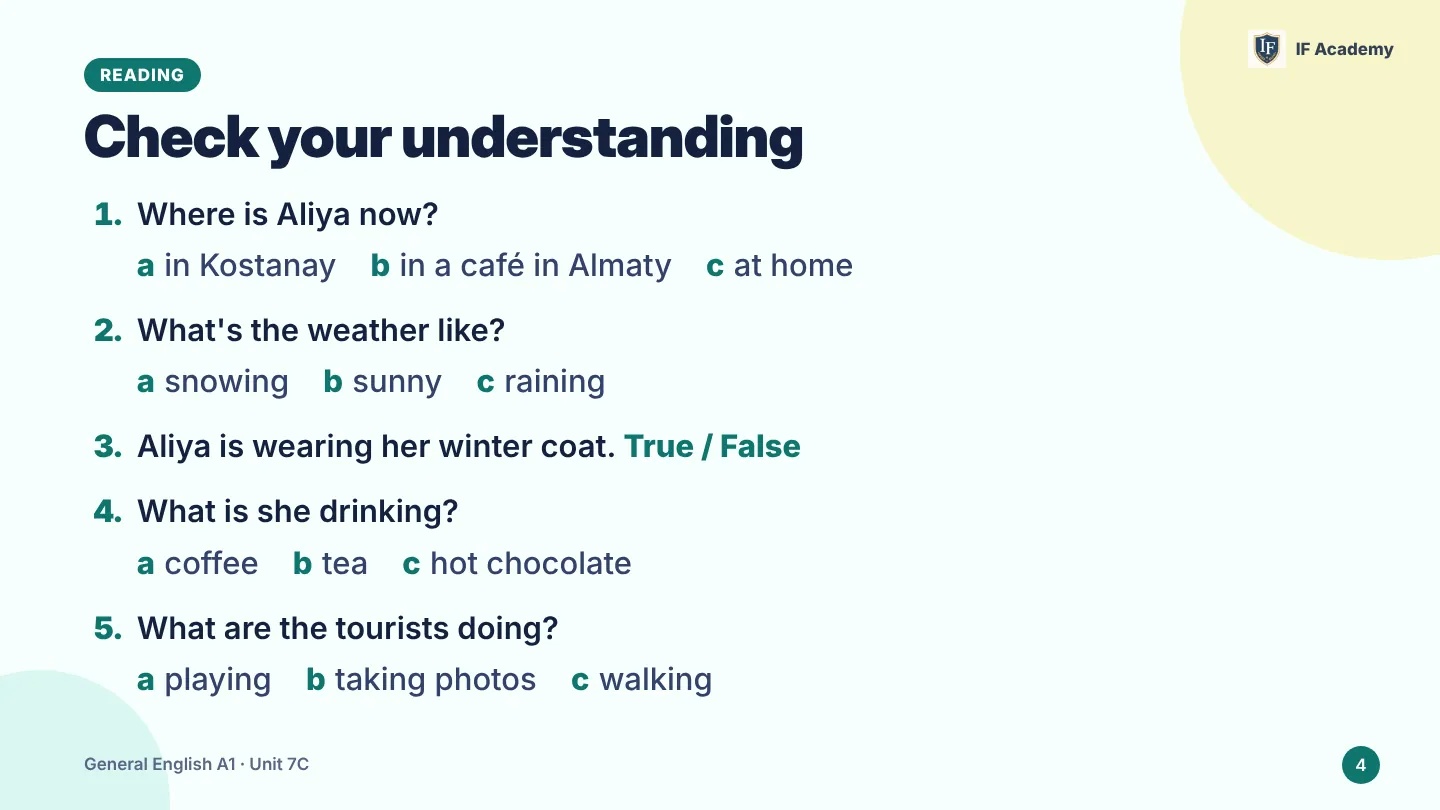 IF Academy
READING
Check your understanding
1. Where is Aliya now?
a in Kostanay b in a café in Almaty c at home
2. What's the weather like?
a snowing b sunny c raining
3. Aliya is wearing her winter coat. True / False
4. What is she drinking?
a coffee b tea c hot chocolate
5. What are the tourists doing?
a playing b taking photos c walking
General English A1 · Unit 7C
4